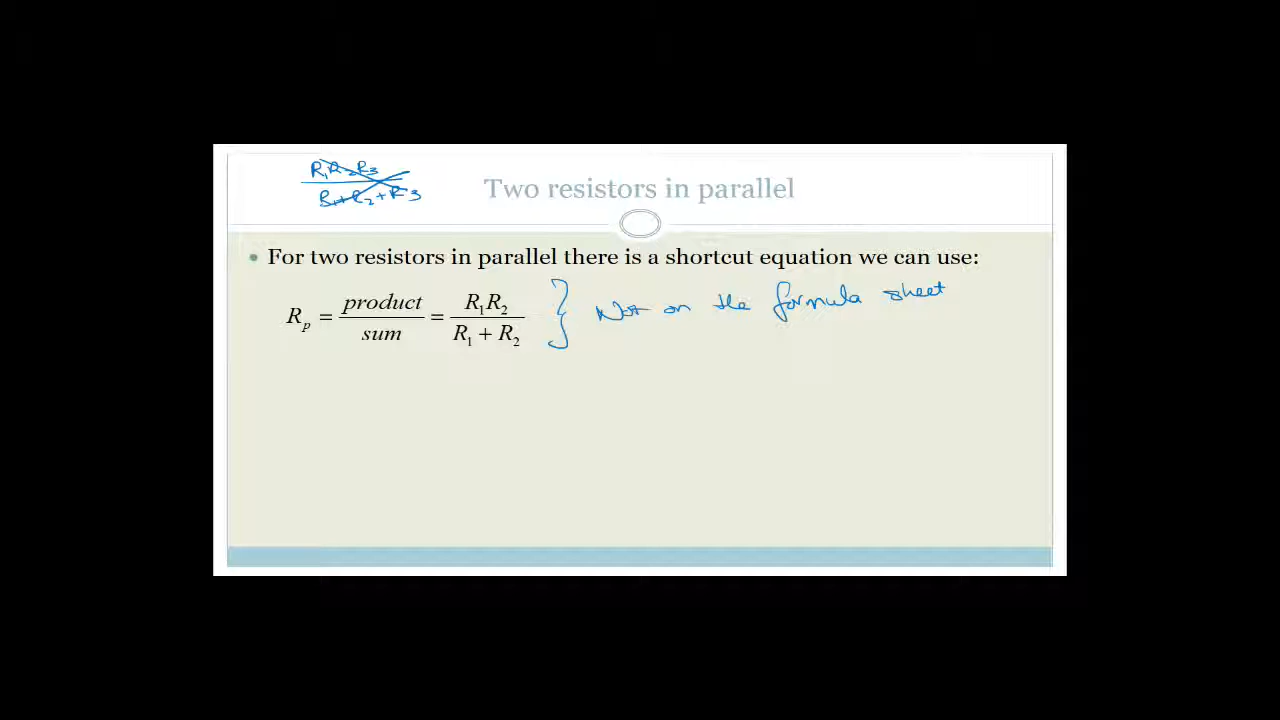 R₁R₂R₃
R₁+R₂+R₃
Two resistors in parallel
• For two resistors in parallel there is a shortcut equation we can use:
Rₚ = product/sum = R₁R₂/(R₁ + R₂) } Not on the formula sheet